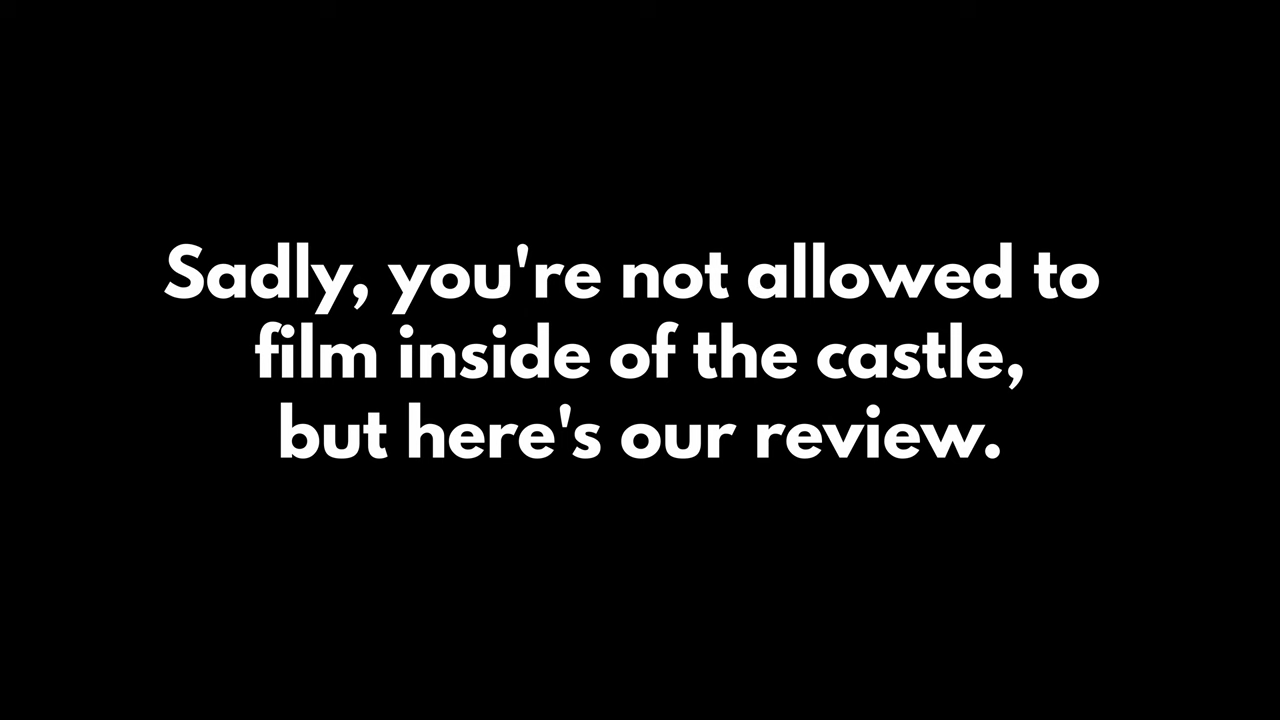 Sadly, you're not allowed to
film inside of the castle,
but here's our review.